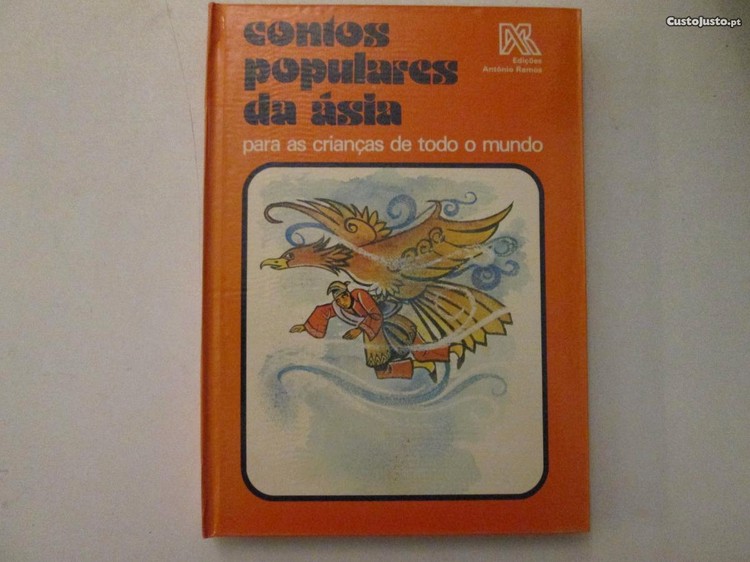 CustoJusto.pt
contos
populares
da ásia
Edições
António Ramos
para as crianças de todo o mundo